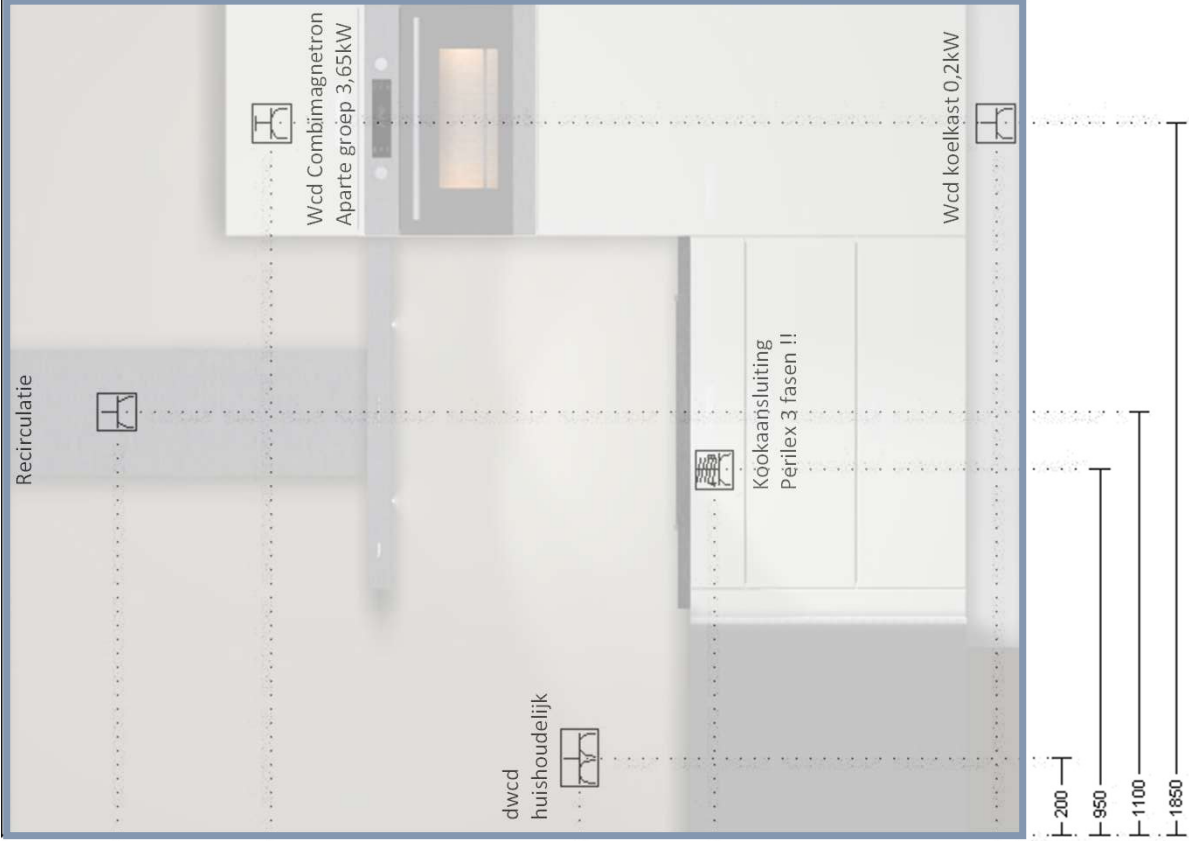 Recirculatie
Wcd Combimagnetron
Aparte groep 3,65kW
dwcd
huishoudelijk
Kookaansluiting
Perilex 3 fasen !!
Wcd koelkast 0,2kW
200
950
1100
1850